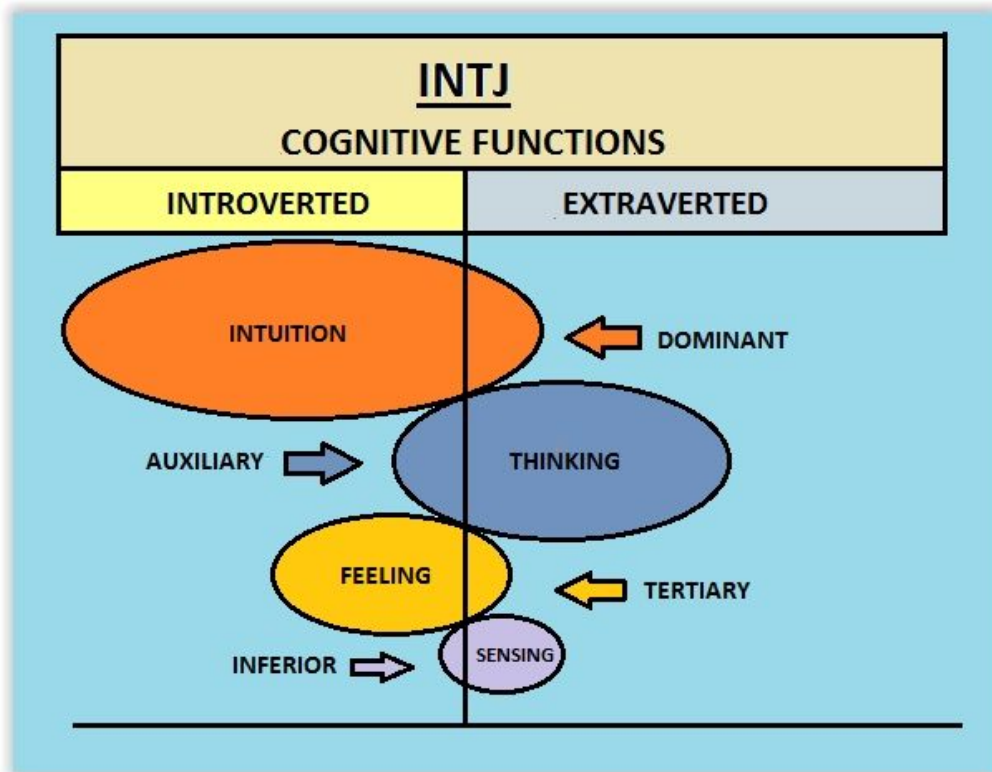 INTJ
COGNITIVE FUNCTIONS
INTROVERTED
EXTRAVERTED
INTUITION
DOMINANT
AUXILIARY
THINKING
FEELING
TERTIARY
INFERIOR
SENSING